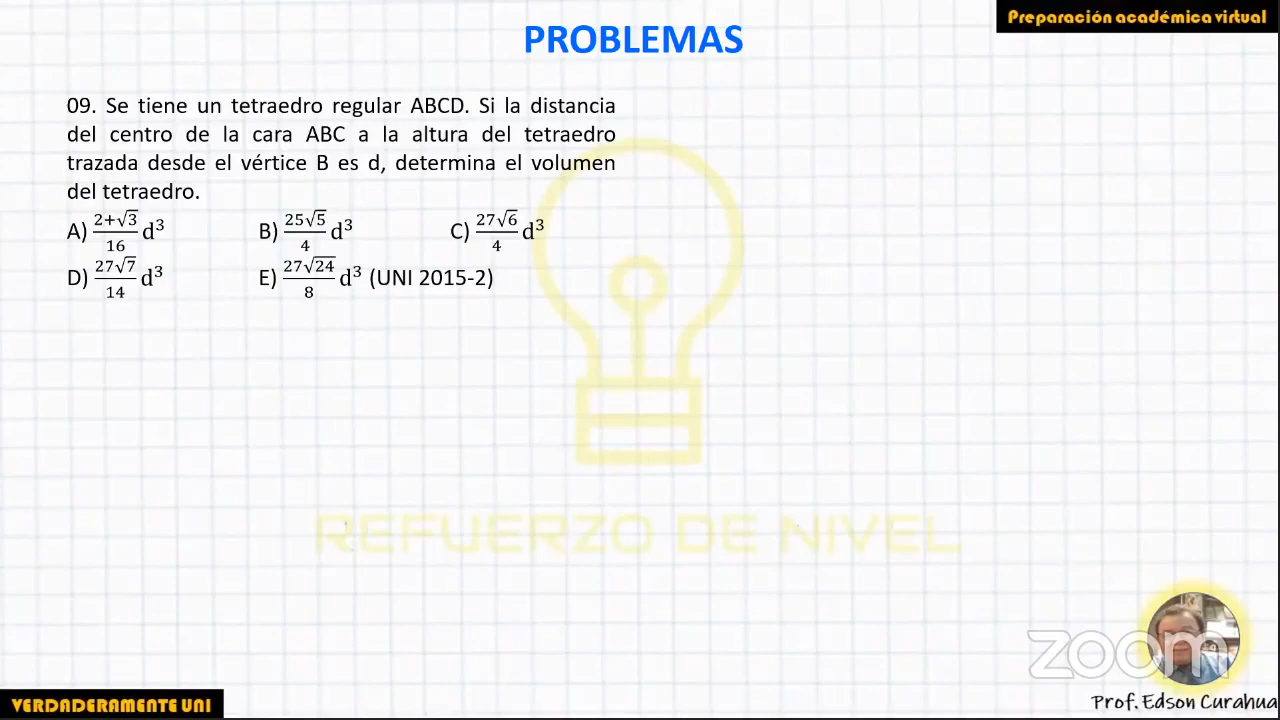 Preparación académica virtual
PROBLEMAS
09. Se tiene un tetraedro regular ABCD. Si la distancia
del centro de la cara ABC a la altura del tetraedro
trazada desde el vértice B es d, determina el volumen
del tetraedro.
A) (2+√3)/16 d³ B) 25√5/4 d³ C) 27√6/4 d³
D) 27√7/14 d³ E) 27√24/8 d³ (UNI 2015-2)
REFUERZO DE NIVEL
zoom
VERDADERAMENTE UNI
Prof. Edson Curahua